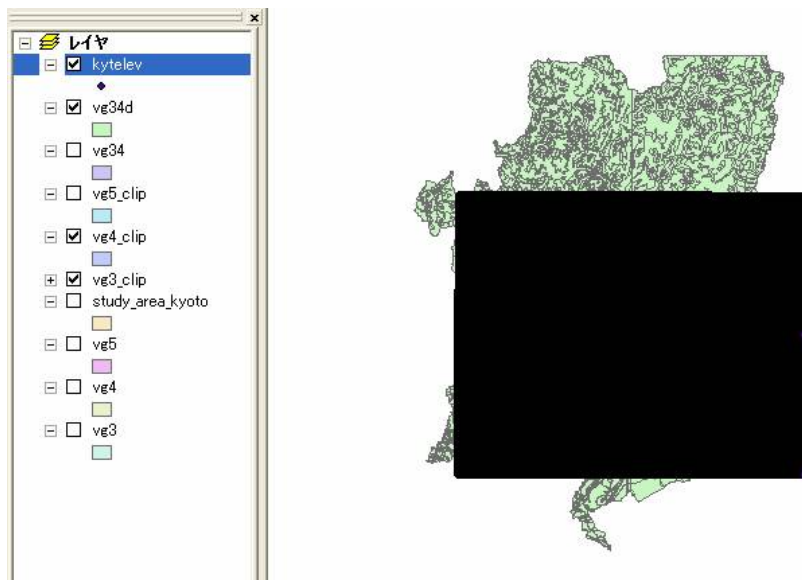 レイヤ
kytelev
vg34d
vg34
vg5_clip
vg4_clip
vg3_clip
study_area_kyoto
vg5
vg4
vg3